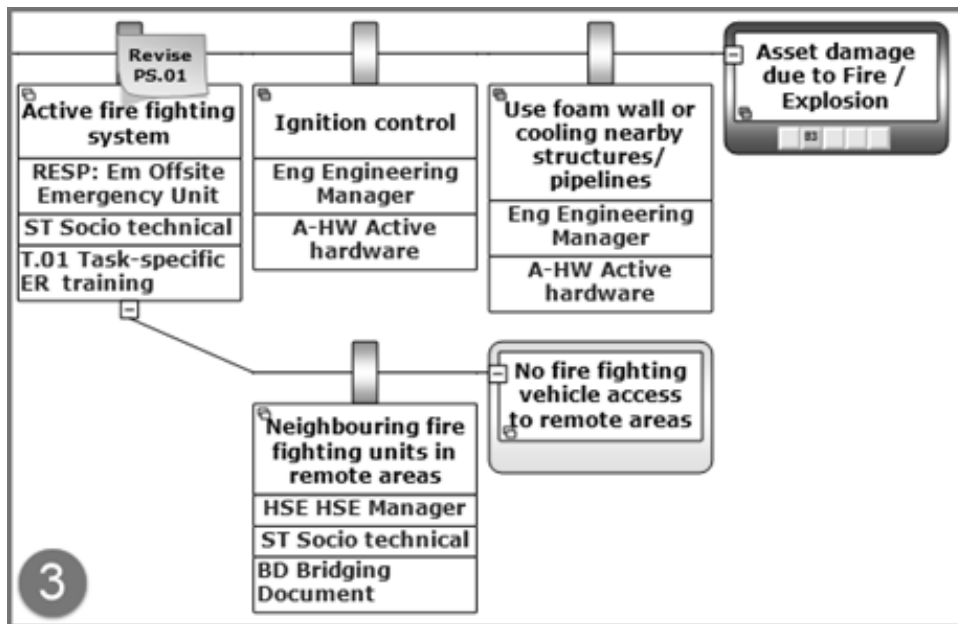 Revise
PS.01
Active fire fighting
system
RESP: Em Offsite
Emergency Unit
ST Socio technical
T.01 Task-specific
ER training
Ignition control
Eng Engineering
Manager
A-HW Active
hardware
Use foam wall or
cooling nearby
structures/
pipelines
Eng Engineering
Manager
A-HW Active
hardware
Asset damage
due to Fire /
Explosion
B3
Neighbouring fire
fighting units in
remote areas
HSE HSE Manager
ST Socio technical
BD Bridging
Document
No fire fighting
vehicle access
to remote areas
3